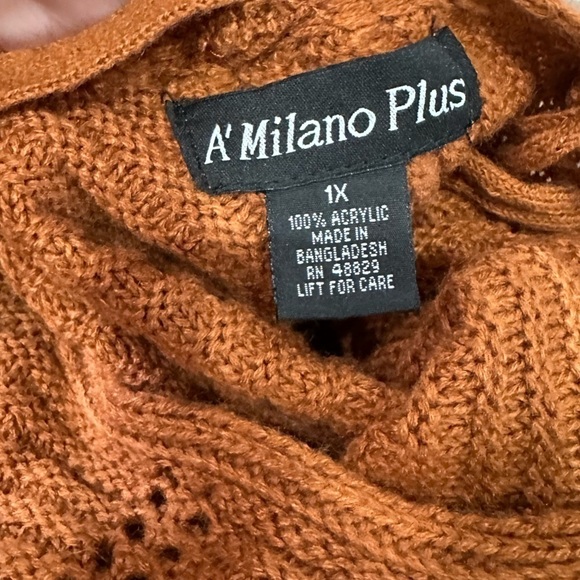 A' Milano Plus
1X
100% ACRYLIC
MADE IN
BANGLADESH
RN 48829
LIFT FOR CARE